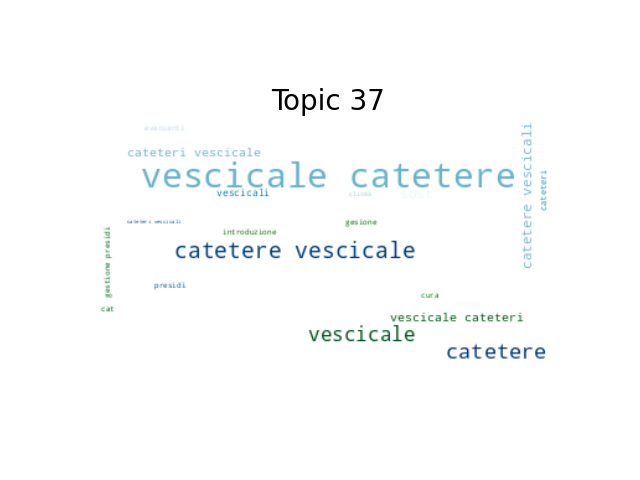 Topic 37
cateteri vescicale
vescicale catetere
vescicali
catetere vescicali
cateteri
cateteri vescicali
introduzione
gesione
catetere vescicale
gestione presidi
presidi
cura
cat
vescicale cateteri
vescicale
catetere